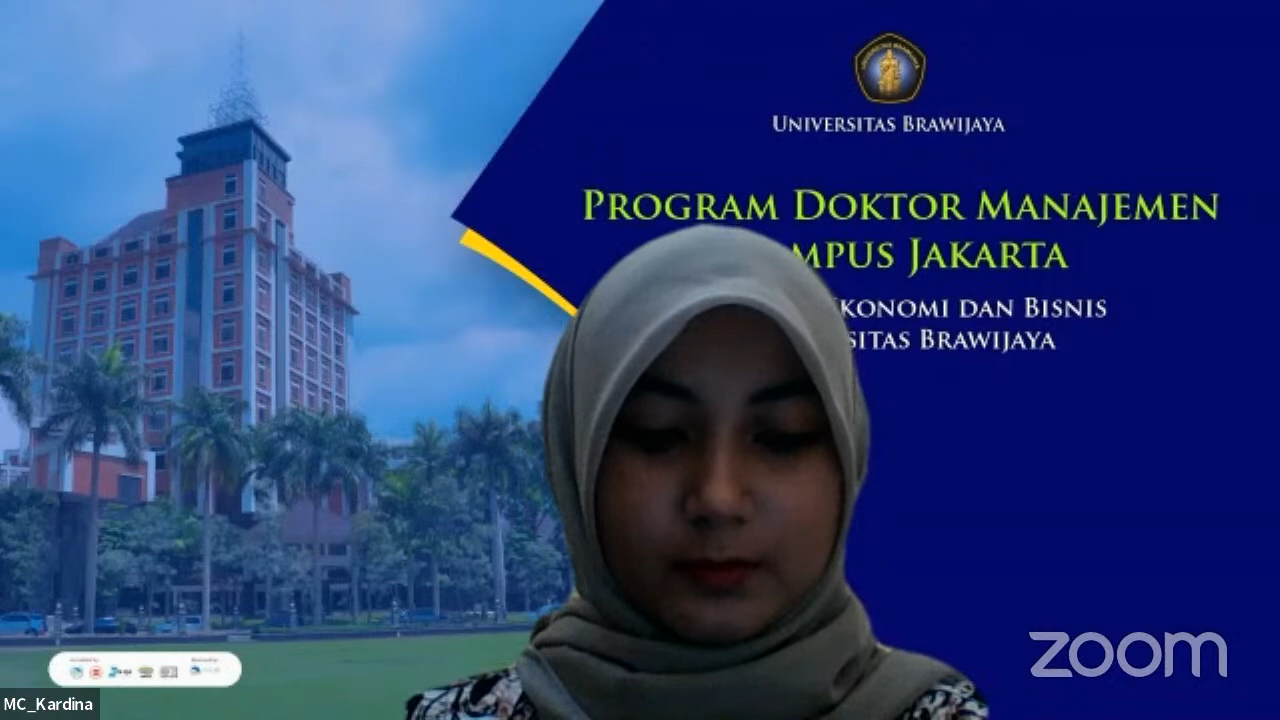 UNIVERSITAS BRAWIJAYA
PROGRAM DOKTOR MANAJEMEN
MPUS JAKARTA
KONOMI DAN BISNIS
SITAS BRAWIJAYA
zoom
MC_Kardina